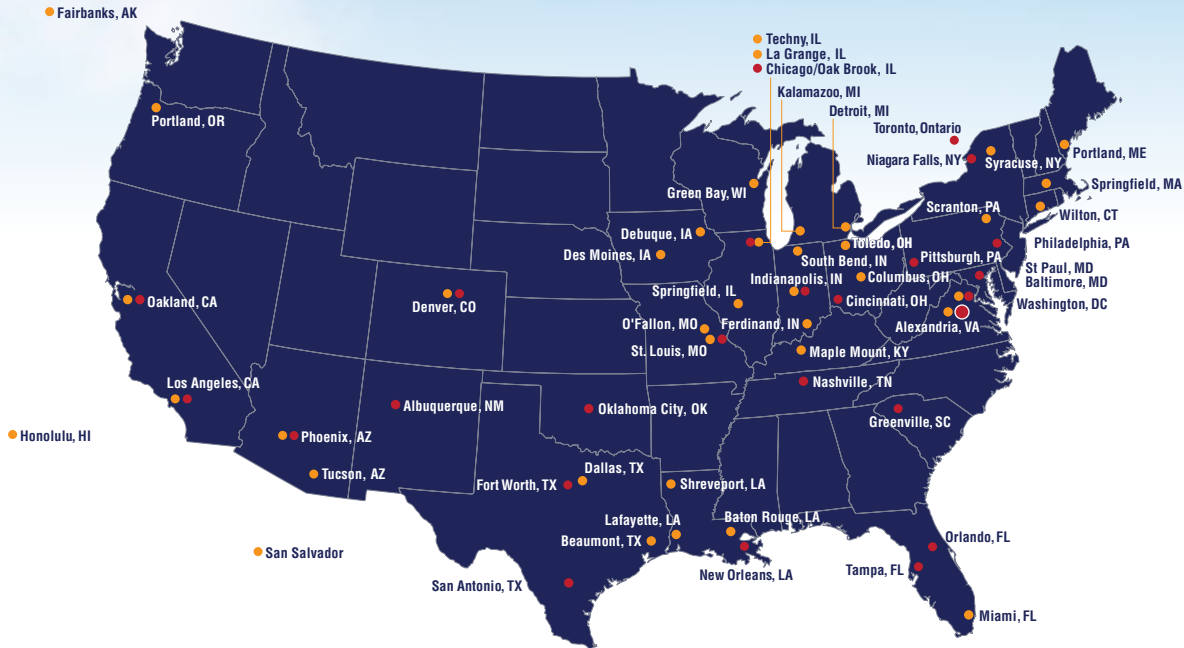 Fairbanks, AK
Techny, IL
La Grange, IL
Chicago/Oak Brook, IL
Kalamazoo, MI
Detroit, MI
Portland, OR
Toronto, Ontario
Niagara Falls, NY
Syracuse, NY
Portland, ME
Green Bay, WI
Springfield, MA
Scranton, PA
Wilton, CT
Debuque, IA
Toledo, OH
Philadelphia, PA
Des Moines, IA
South Bend, IN
Pittsburgh, PA
St Paul, MD
Baltimore, MD
Indianapolis, IN
Columbus, OH
Springfield, IL
Oakland, CA
Denver, CO
Cincinnati, OH
Washington, DC
O'Fallon, MO
Ferdinand, IN
Alexandria, VA
St. Louis, MO
Maple Mount, KY
Los Angeles, CA
Nashville, TN
Albuquerque, NM
Oklahoma City, OK
Greenville, SC
Honolulu, HI
Phoenix, AZ
Tucson, AZ
Dallas, TX
Fort Worth, TX
Shreveport, LA
Lafayette, LA
Baton Rouge, LA
Beaumont, TX
Orlando, FL
San Salvador
New Orleans, LA
Tampa, FL
San Antonio, TX
Miami, FL